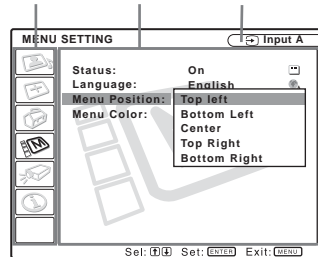 MENU SETTING Input A
Status: On
Language: English
Menu Position: Top left
Menu Color: Bottom Left
Center
Top Right
Bottom Right
Sel: Set: ENTER Exit: MENU